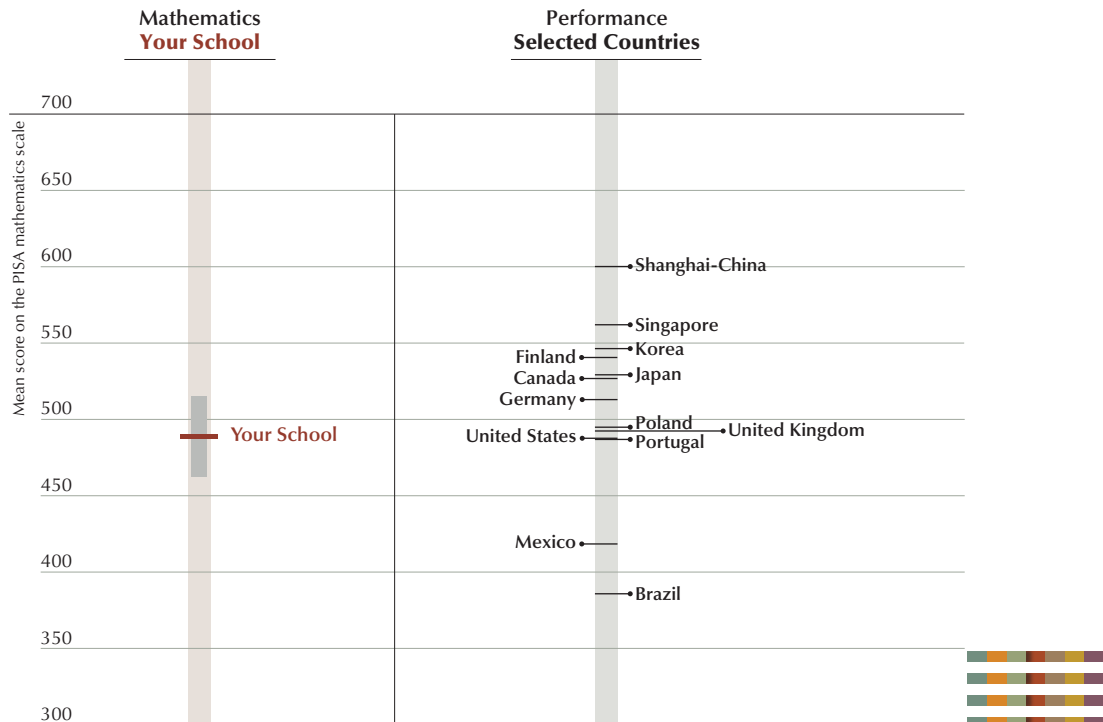 Mathematics
Your School
Performance
Selected Countries
Mean score on the PISA mathematics scale
700
650
600
550
500
450
400
350
300
Your School
Shanghai-China
Singapore
Korea
Finland
Japan
Canada
Germany
Poland
United Kingdom
United States
Portugal
Mexico
Brazil